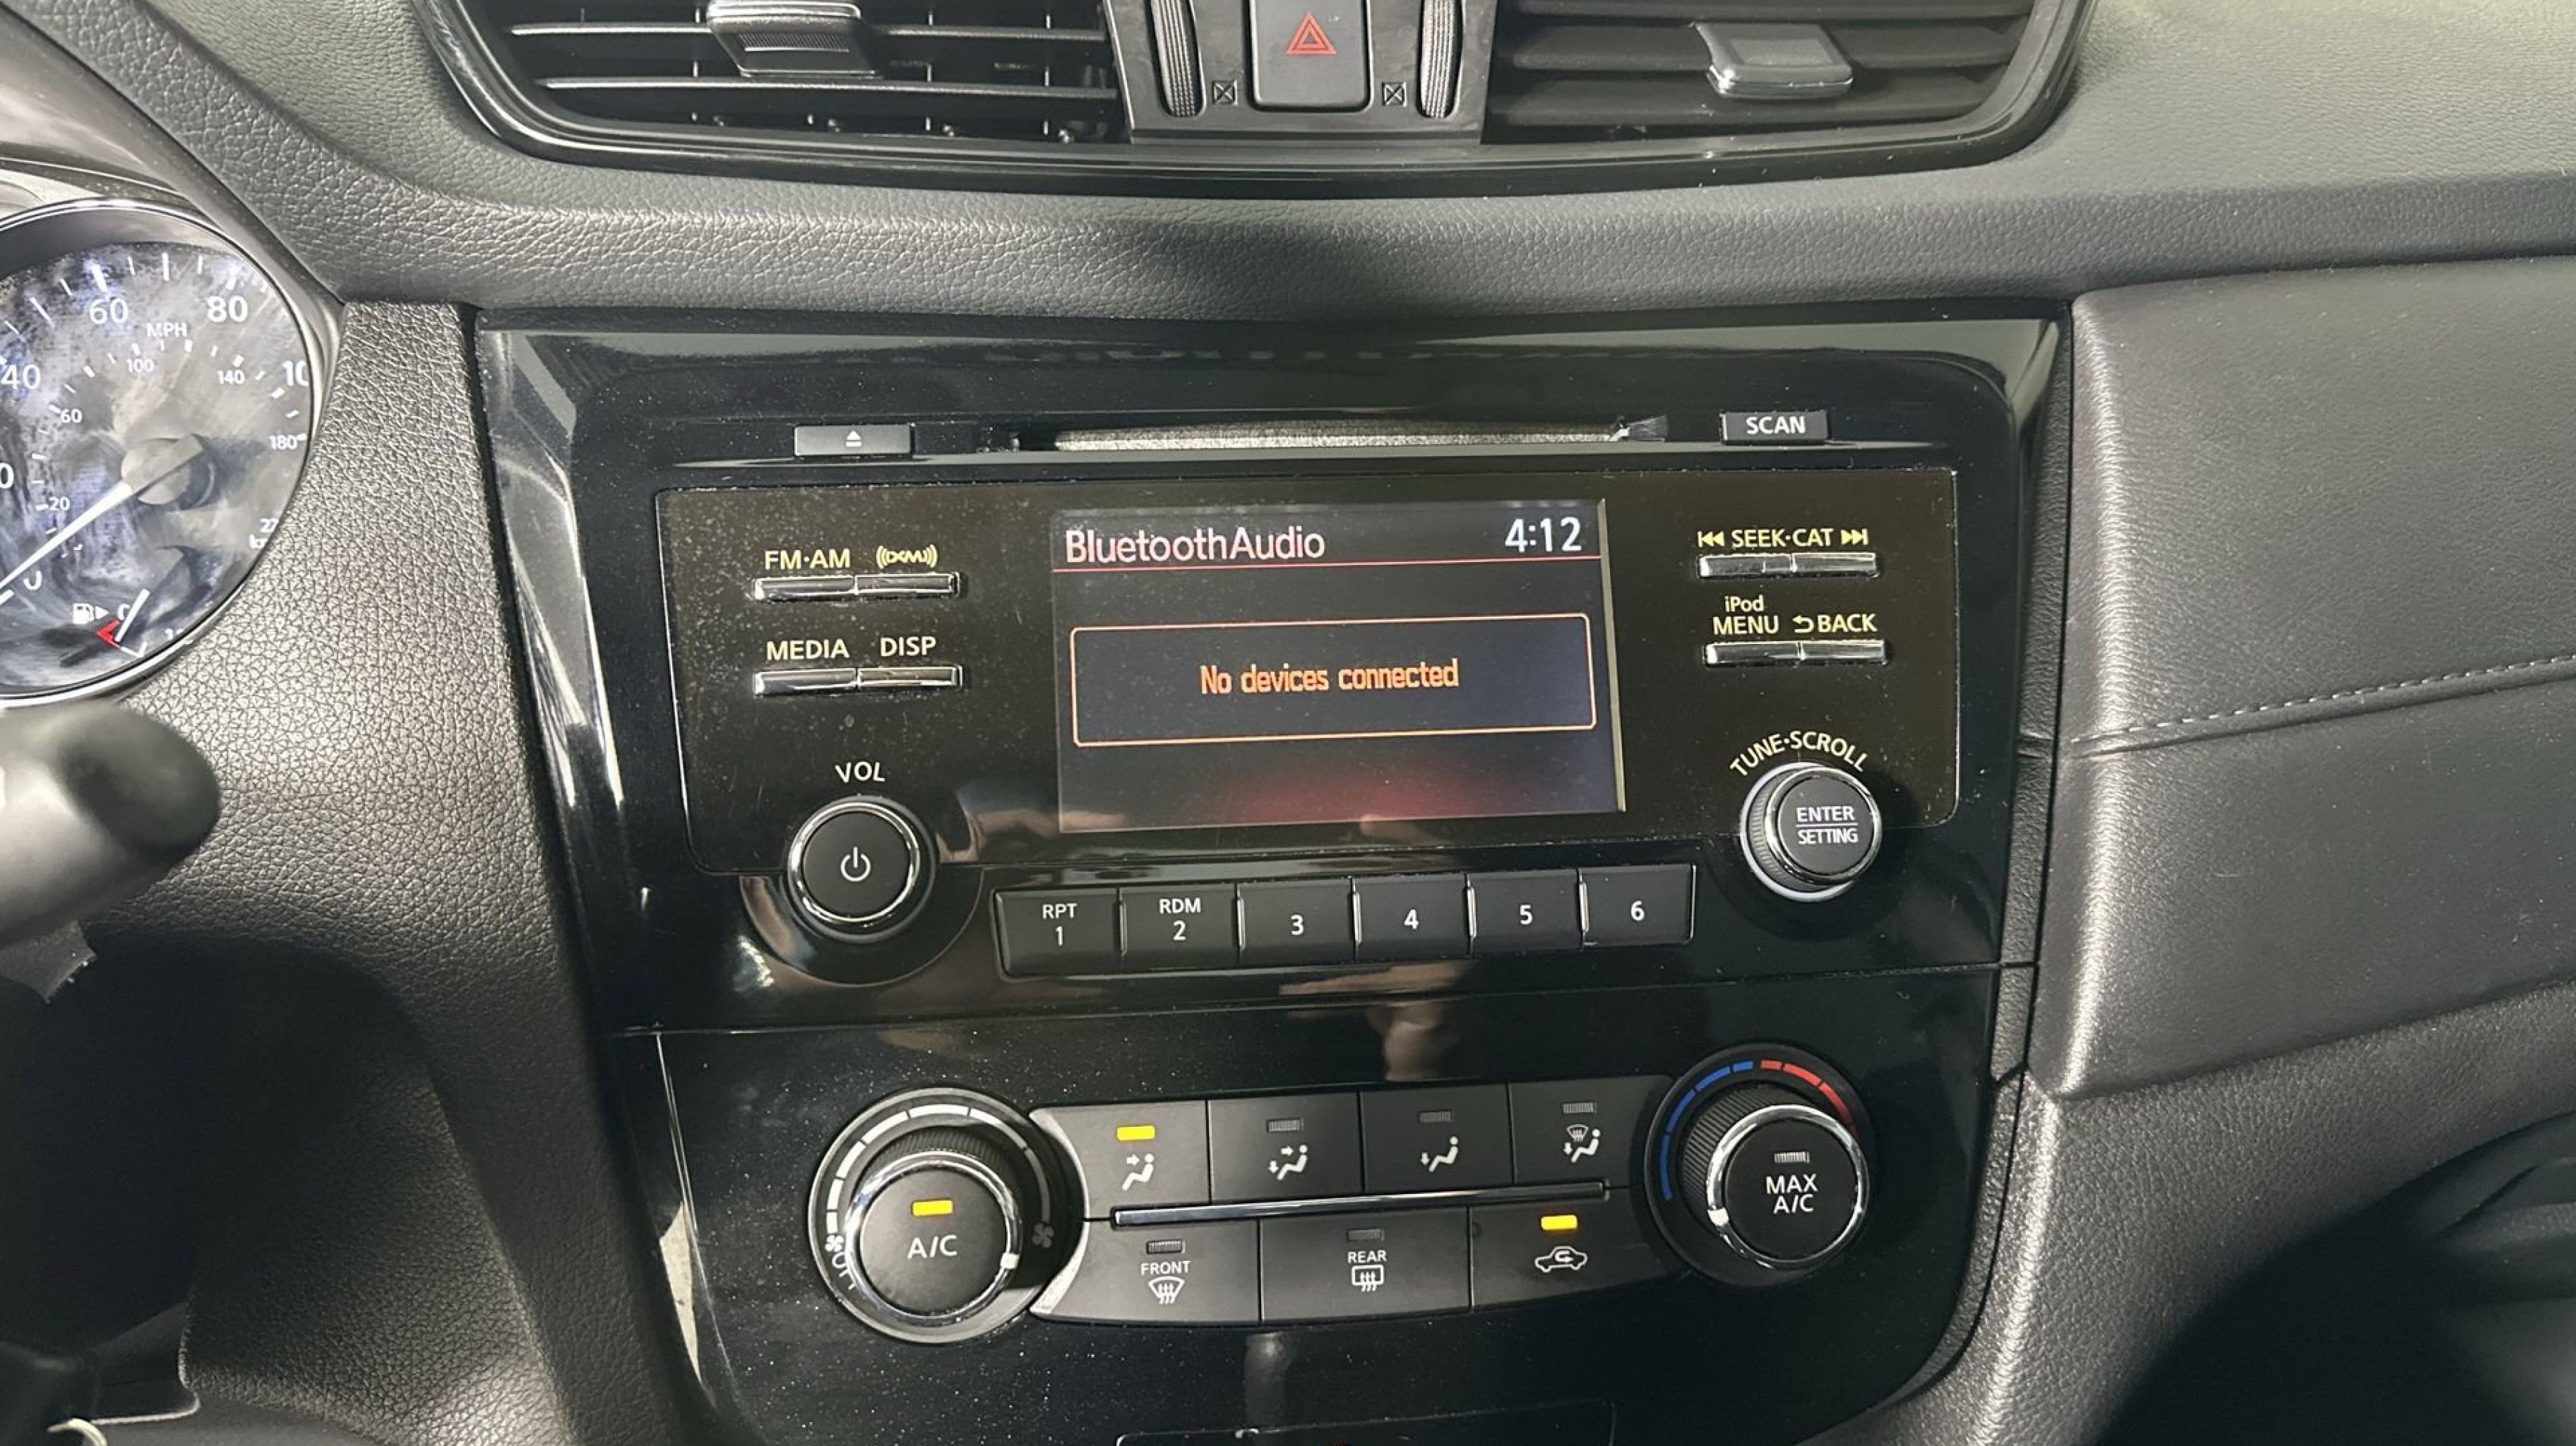 60
80
MPH
40
100
140
60
180
20
0
SCAN
FM·AM
XM
BluetoothAudio
4:12
SEEK·CAT
MEDIA
DISP
iPod
MENU
BACK
No devices connected
VOL
TUNE·SCROLL
ENTER
SETTING
RPT
1
RDM
2
3
4
5
6
A/C
MAX
A/C
FRONT
REAR